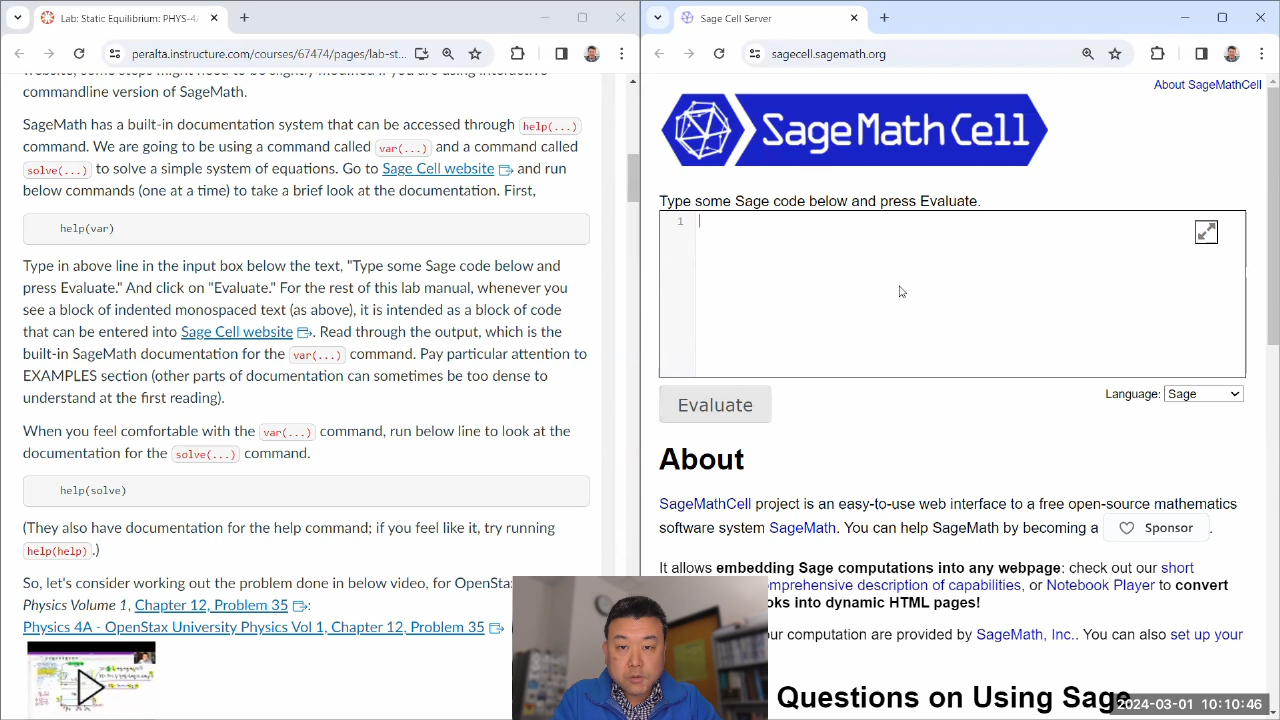 Lab: Static Equilibrium: PHYS-4A
peralta.instructure.com/courses/67474/pages/lab-st...
website, some steps might need to be slightly modified if you are using interactive
commandline version of SageMath.
SageMath has a built-in documentation system that can be accessed through help(...)
command. We are going to be using a command called var(...) and a command called
solve(...) to solve a simple system of equations. Go to Sage Cell website and run
below commands (one at a time) to take a brief look at the documentation. First,
help(var)
Type in above line in the input box below the text, "Type some Sage code below and
press Evaluate." And click on "Evaluate." For the rest of this lab manual, whenever you
see a block of indented monospaced text (as above), it is intended as a block of code
that can be entered into Sage Cell website. Read through the output, which is the
built-in SageMath documentation for the var(...) command. Pay particular attention to
EXAMPLES section (other parts of documentation can sometimes be too dense to
understand at the first reading).
When you feel comfortable with the var(...) command, run below line to look at the
documentation for the solve(...) command.
help(solve)
(They also have documentation for the help command; if you feel like it, try running
help(help).)
So, let's consider working out the problem done in below video, for OpenSta
Physics Volume 1, Chapter 12, Problem 35:
Physics 4A - OpenStax University Physics Vol 1, Chapter 12, Problem 35
Sage Cell Server
sagecell.sagemath.org
About SageMathCell
SageMathCell
Type some Sage code below and press Evaluate.
1
Evaluate
Language: Sage
About
SageMathCell project is an easy-to-use web interface to a free open-source mathematics
software system SageMath. You can help SageMath by becoming a Sponsor.
It allows embedding Sage computations into any webpage: check out our short
mprehensive description of capabilities, or Notebook Player to convert
oks into dynamic HTML pages!
ur computation are provided by SageMath, Inc.. You can also set up your
Questions on Using Sage
2024-03-01 10:10:46